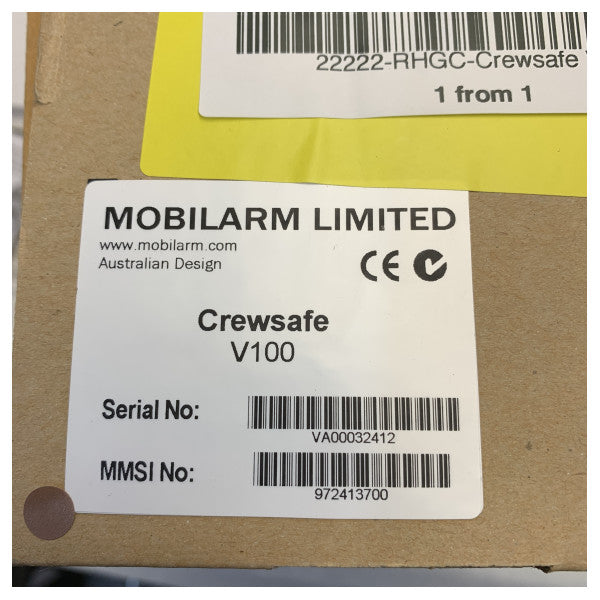 22222-RHGC-Crewsafe
1 from 1
MOBILARM LIMITED
www.mobilarm.com
Australian Design
CE
Crewsafe
V100
Serial No:
VA00032412
MMSI No:
972413700